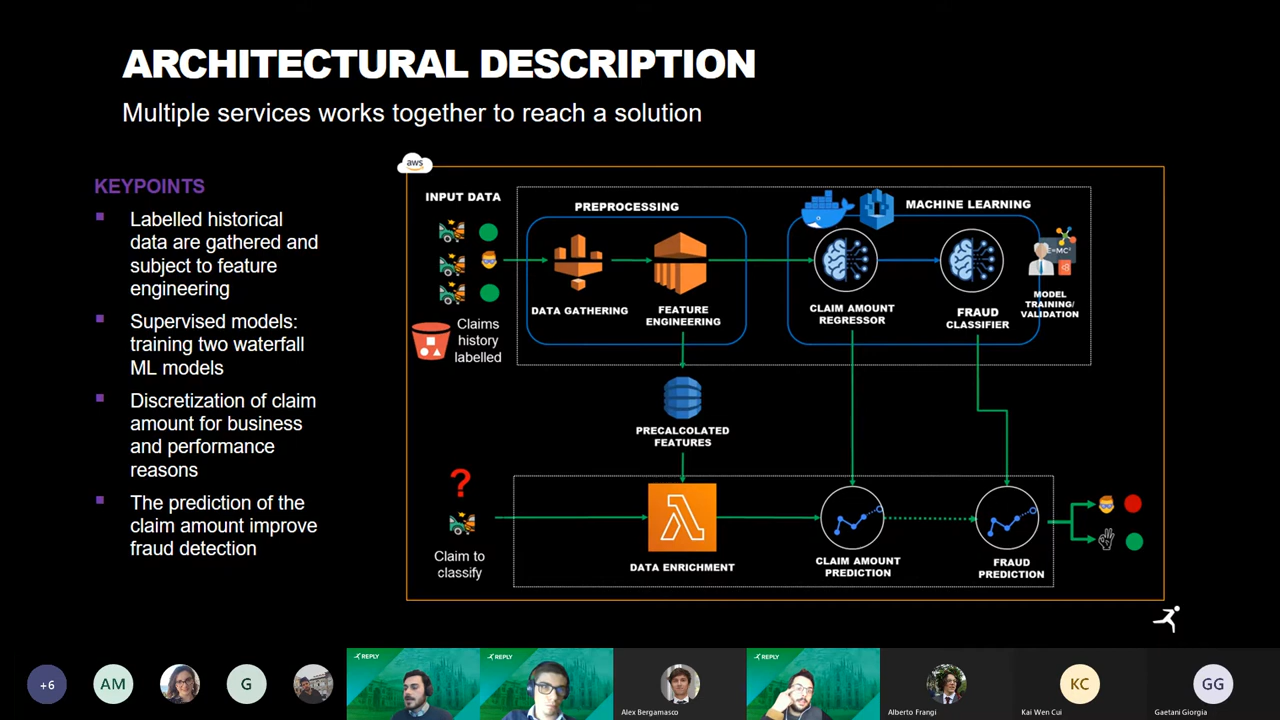 ARCHITECTURAL DESCRIPTION
Multiple services works together to reach a solution
KEYPOINTS
Labelled historical
data are gathered and
subject to feature
engineering
Supervised models:
training two waterfall
ML models
Discretization of claim
amount for business
and performance
reasons
The prediction of the
claim amount improve
fraud detection
aws
INPUT DATA
Claims
history
labelled
PREPROCESSING
DATA GATHERING
FEATURE
ENGINEERING
MACHINE LEARNING
CLAIM AMOUNT
REGRESSOR
FRAUD
CLASSIFIER
E=MC²
MODEL
TRAINING/
VALIDATION
PRECALCOLATED
FEATURES
?
Claim to
classify
DATA ENRICHMENT
CLAIM AMOUNT
PREDICTION
FRAUD
PREDICTION
+6
AM
G
REPLY
REPLY
Alex Bergamasco
REPLY
Alberto Frangi
KC
Kai Wen Cui
GG
Gaetani Giorgia